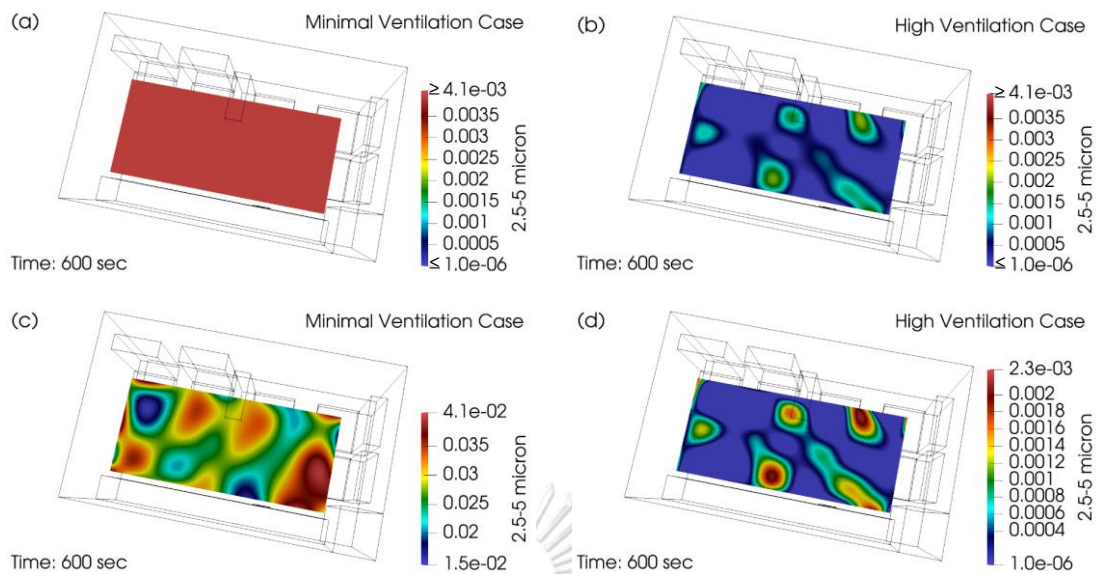 (a)
Minimal Ventilation Case
≥ 4.1e-03
0.0035
0.003
0.0025
0.002
0.0015
0.001
0.0005
≤ 1.0e-06
2.5-5 micron
Time: 600 sec
(b)
High Ventilation Case
≥ 4.1e-03
0.0035
0.003
0.0025
0.002
0.0015
0.001
0.0005
≤ 1.0e-06
2.5-5 micron
Time: 600 sec
(c)
Minimal Ventilation Case
4.1e-02
0.035
0.03
0.025
0.02
1.5e-02
2.5-5 micron
Time: 600 sec
(d)
High Ventilation Case
2.3e-03
0.002
0.0018
0.0016
0.0014
0.0012
0.001
0.0008
0.0006
0.0004
1.0e-06
2.5-5 micron
Time: 600 sec